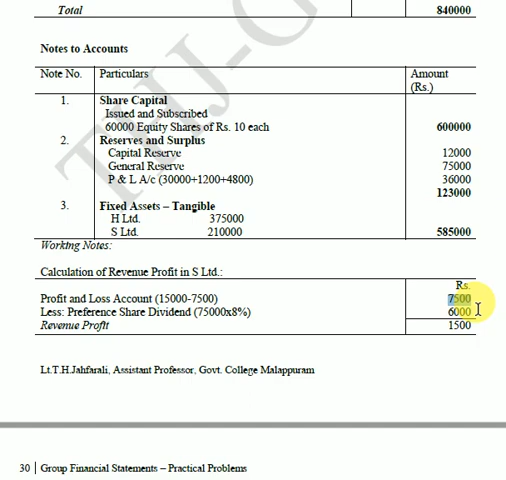 Total 840000
Notes to Accounts
Note No. Particulars Amount
(Rs.)
1. Share Capital
Issued and Subscribed
60000 Equity Shares of Rs. 10 each 600000
2. Reserves and Surplus
Capital Reserve 12000
General Reserve 75000
P & L A/c (30000+1200+4800) 36000
123000
3. Fixed Assets – Tangible
H Ltd. 375000
S Ltd. 210000 585000
Working Notes:
Calculation of Revenue Profit in S Ltd.:
Rs.
Profit and Loss Account (15000-7500) 7500
Less: Preference Share Dividend (75000x8%) 6000
Revenue Profit 1500
Lt.T.H.Jahfarali, Assistant Professor, Govt. College Malappuram
30 | Group Financial Statements – Practical Problems